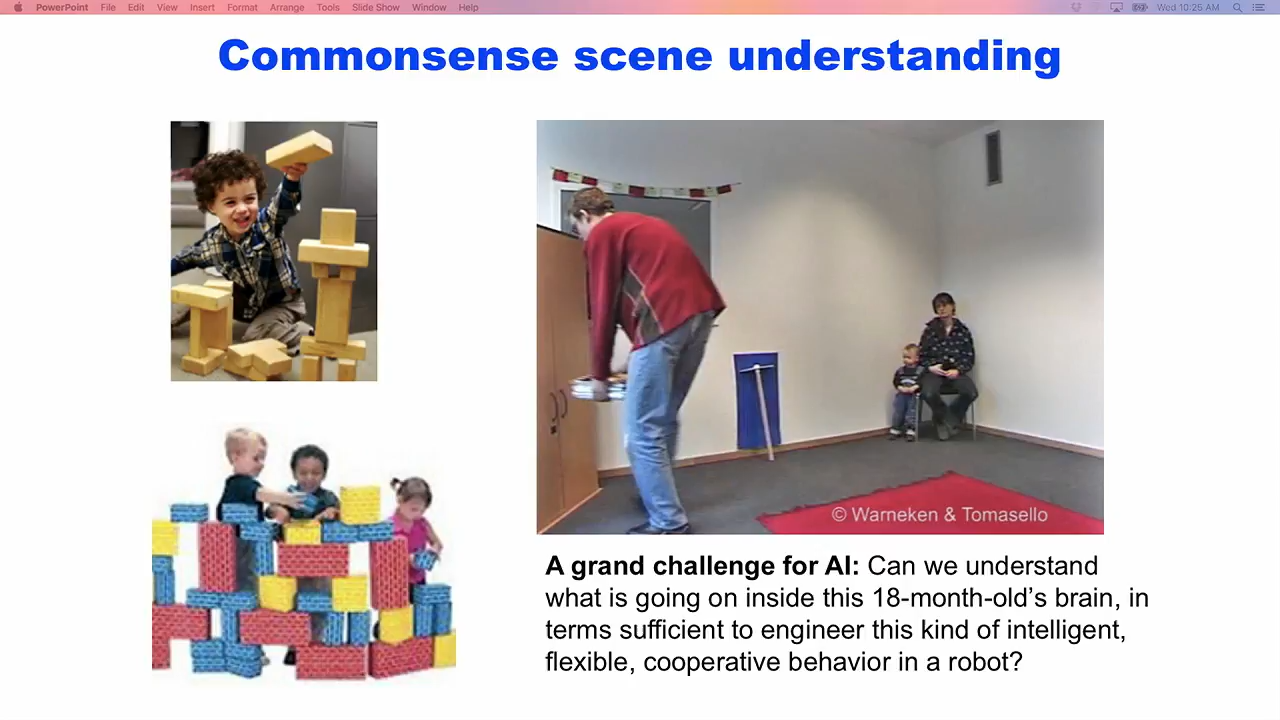 PowerPoint File Edit View Insert Format Arrange Tools Slide Show Window Help Wed 10:25 AM
Commonsense scene understanding
© Warneken & Tomasello
A grand challenge for AI: Can we understand
what is going on inside this 18-month-old’s brain, in
terms sufficient to engineer this kind of intelligent,
flexible, cooperative behavior in a robot?